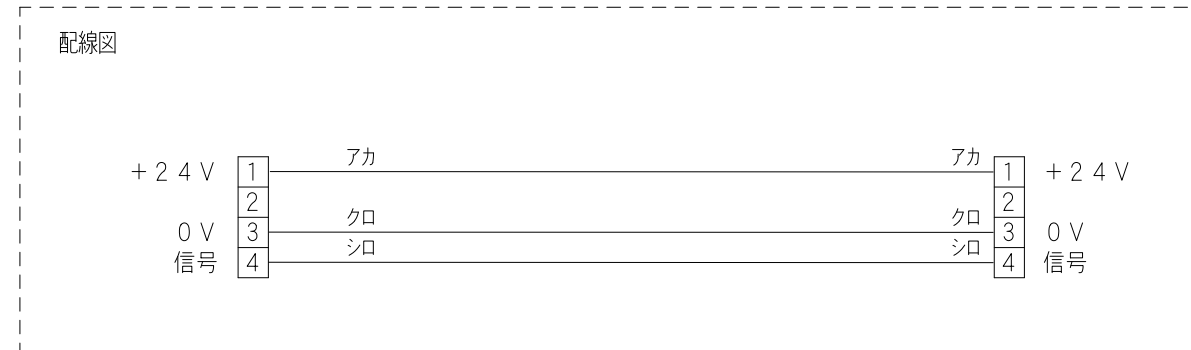 配線図
+24V 1 アカ アカ 1 +24V
2 2
0V 3 クロ クロ 3 0V
信号 4 シロ シロ 4 信号